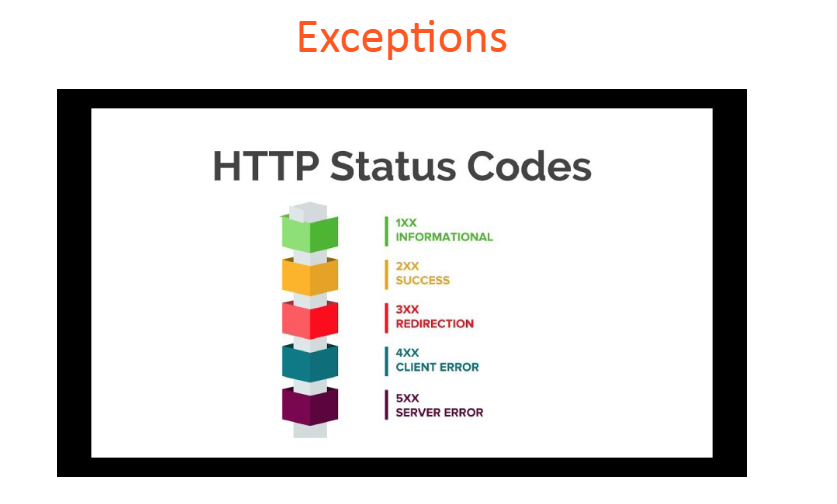 Exceptions
HTTP Status Codes
1XX
INFORMATIONAL
2XX
SUCCESS
3XX
REDIRECTION
4XX
CLIENT ERROR
5XX
SERVER ERROR